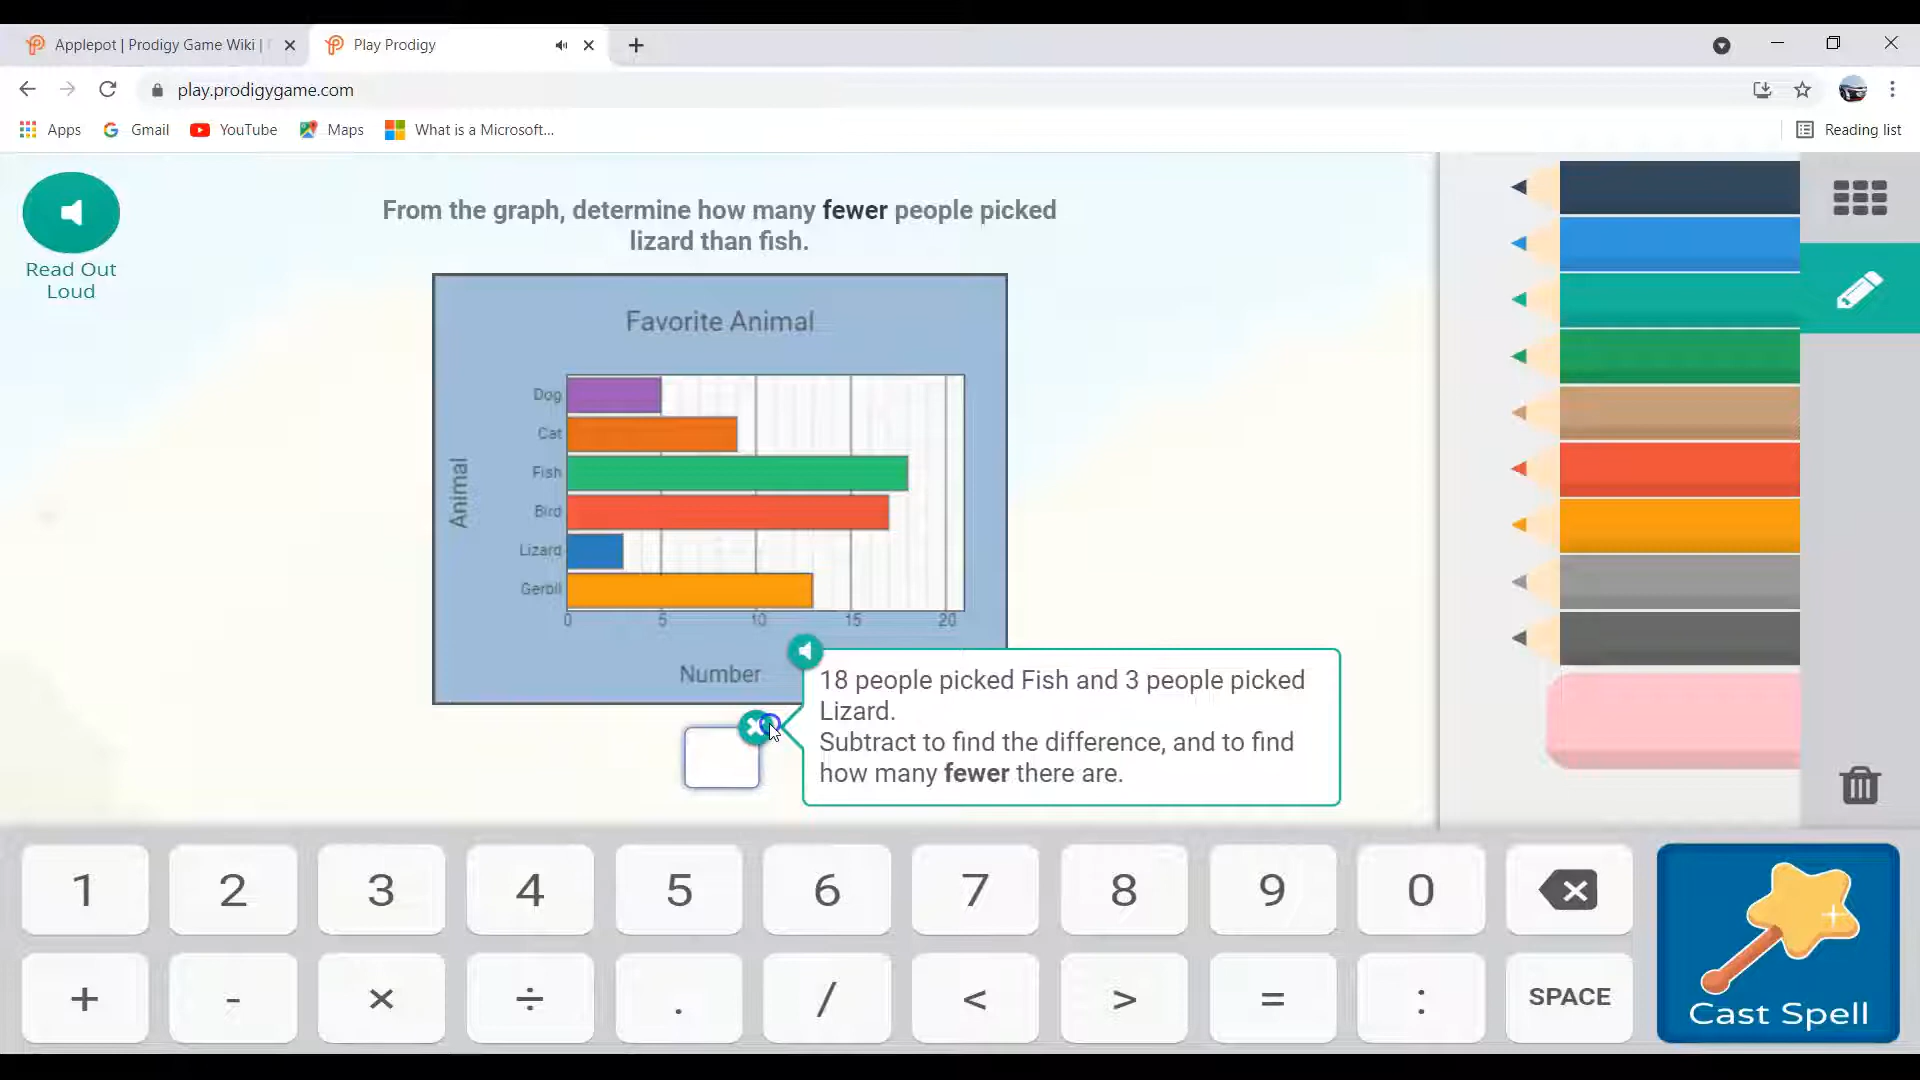 Applepot | Prodigy Game Wiki |
Play Prodigy
play.prodigygame.com
Apps
Gmail
YouTube
Maps
What is a Microsoft...
Reading list
Read Out
Loud
From the graph, determine how many fewer people picked
lizard than fish.
Favorite Animal
Animal
Dog
Cat
Fish
Bird
Lizard
Gerbil
0 5 10 15 20
Number
18 people picked Fish and 3 people picked
Lizard.
Subtract to find the difference, and to find
how many fewer there are.
1 2 3 4 5 6 7 8 9 0
+ - × ÷ . / < > = : SPACE
Cast Spell